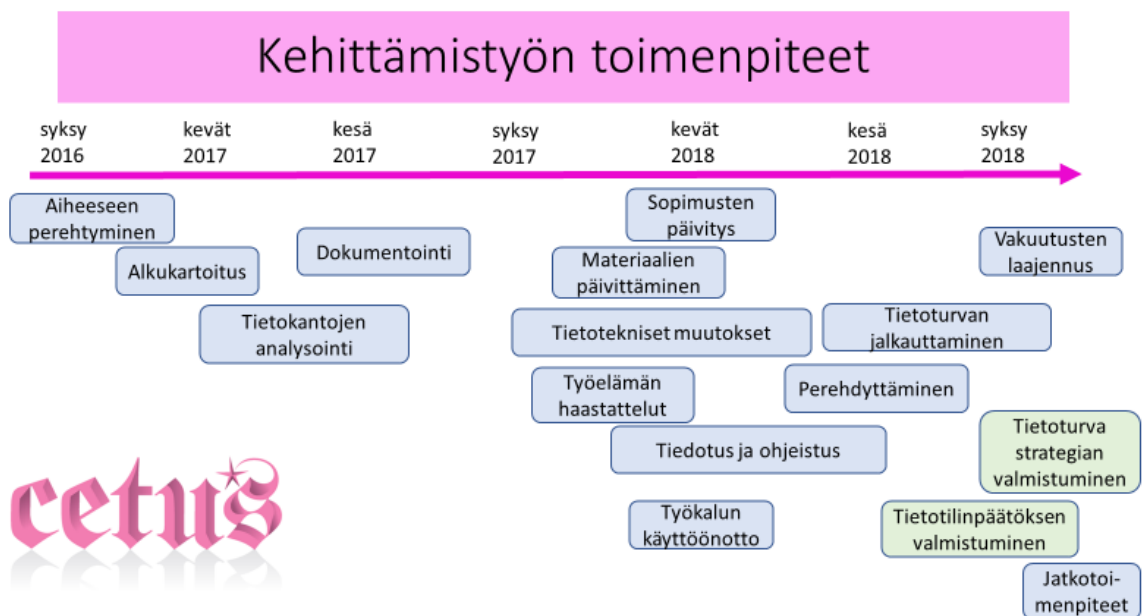 Kehittämistyön toimenpiteet
syksy
2016
kevät
2017
kesä
2017
syksy
2017
kevät
2018
kesä
2018
syksy
2018
Aiheeseen
perehtyminen
Alkukartoitus
Tietokantojen
analysointi
Dokumentointi
Sopimusten
päivitys
Materiaalien
päivittäminen
Tietotekniset muutokset
Työelämän
haastattelut
Tiedotus ja ohjeistus
Työkalun
käyttöönotto
Vakuutusten
laajennus
Tietoturvan
jalkauttaminen
Perehdyttäminen
Tietoturva
strategian
valmistuminen
Tietotilinpäätöksen
valmistuminen
Jatkotoi-
menpiteet
cetus